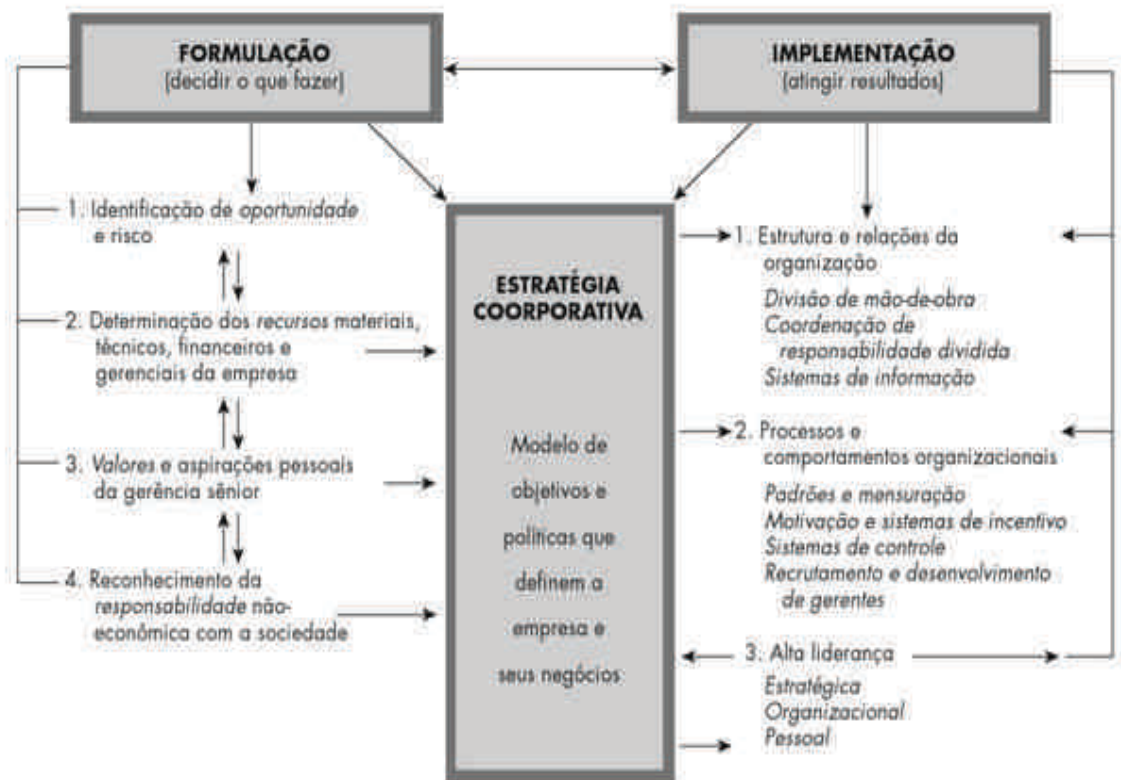 FORMULAÇÃO
(decidir o que fazer)
IMPLEMENTAÇÃO
(atingir resultados)
1. Identificação de oportunidade
e risco
2. Determinação dos recursos materiais,
técnicos, financeiros e
gerenciais da empresa
3. Valores e aspirações pessoais
da gerência sênior
4. Reconhecimento da
responsabilidade não-
econômica com a sociedade
ESTRATÉGIA
COORPORATIVA
Modelo de
objetivos e
políticas que
definem a
empresa e
seus negócios
1. Estrutura e relações da
organização
Divisão de mão-de-obra
Coordenação de
responsabilidade dividida
Sistemas de informação
2. Processos e
comportamentos organizacionais
Padrões e mensuração
Motivação e sistemas de incentivo
Sistemas de controle
Recrutamento e desenvolvimento
de gerentes
3. Alta liderança
Estratégica
Organizacional
Pessoal